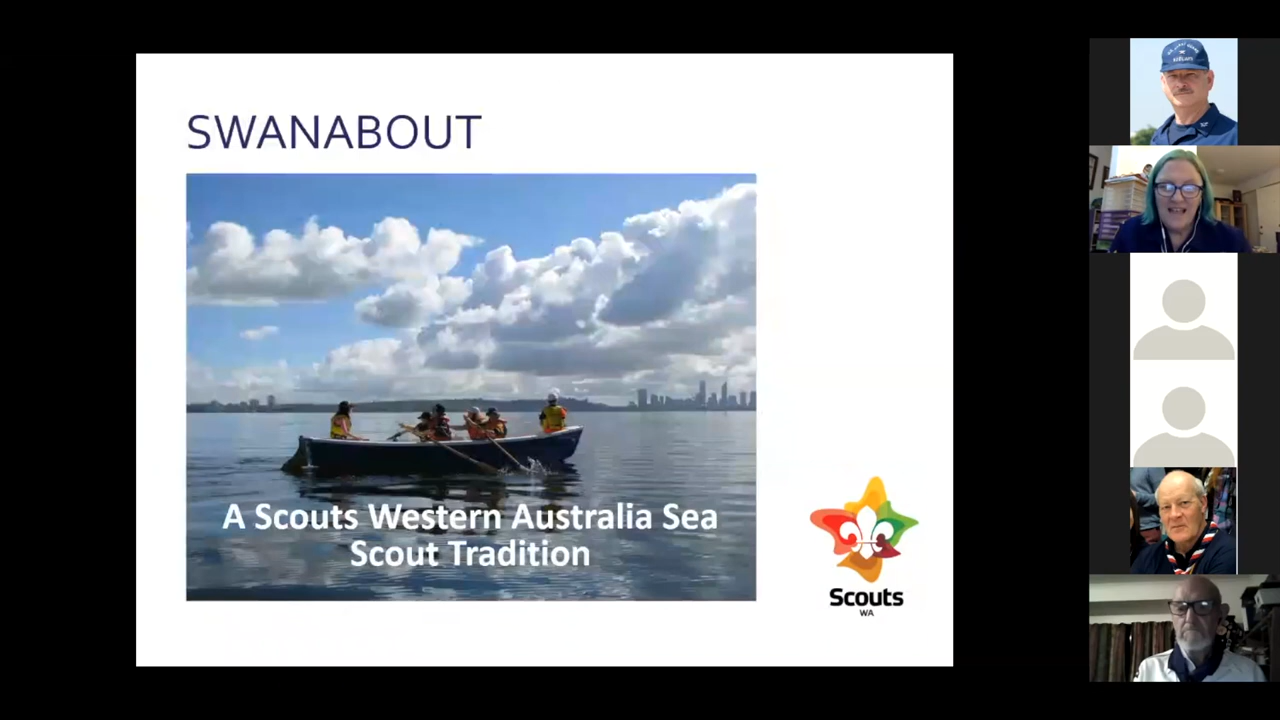 SWANABOUT
A Scouts Western Australia Sea
Scout Tradition
Scouts
WA